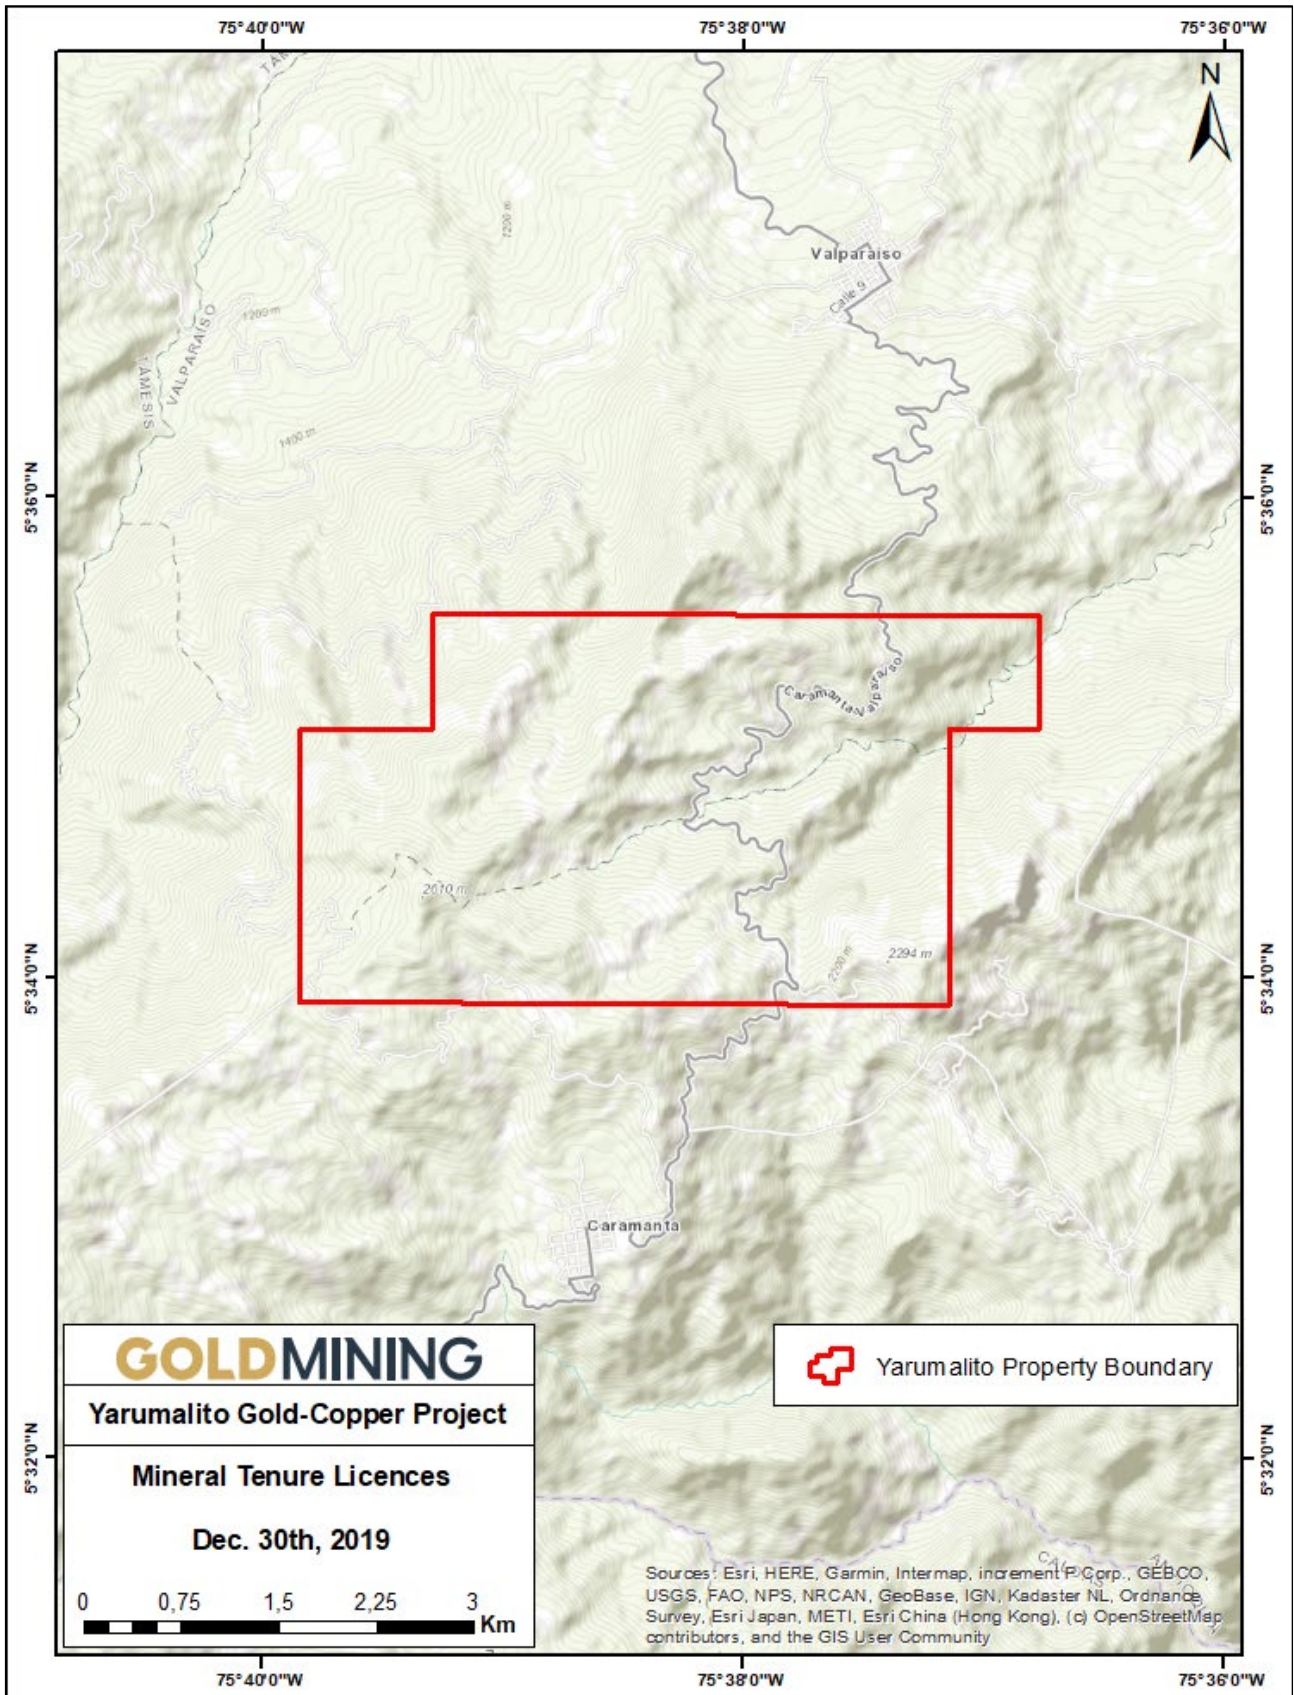 75°40'0"W 75°38'0"W 75°36'0"W
N
Valparaiso
Calle 9
1200 m
1200 m
VALPARAÍSO
TÁMESIS
1400 m
5°36'0"N 5°36'0"N
Caramanta-Valparaiso
2610 m
2200 m
2294 m
5°34'0"N 5°34'0"N
Caramanta
GOLDMINING
Yarumalito Gold-Copper Project
Mineral Tenure Licences
Dec. 30th, 2019
0 0,75 1,5 2,25 3
Km
Yarumalito Property Boundary
5°32'0"N 5°32'0"N
CALDAS
Sources: Esri, HERE, Garmin, Intermap, increment P Corp., GEBCO,
USGS, FAO, NPS, NRCAN, GeoBase, IGN, Kadaster NL, Ordnance
Survey, Esri Japan, METI, Esri China (Hong Kong), (c) OpenStreetMap
contributors, and the GIS User Community
75°40'0"W 75°38'0"W 75°36'0"W